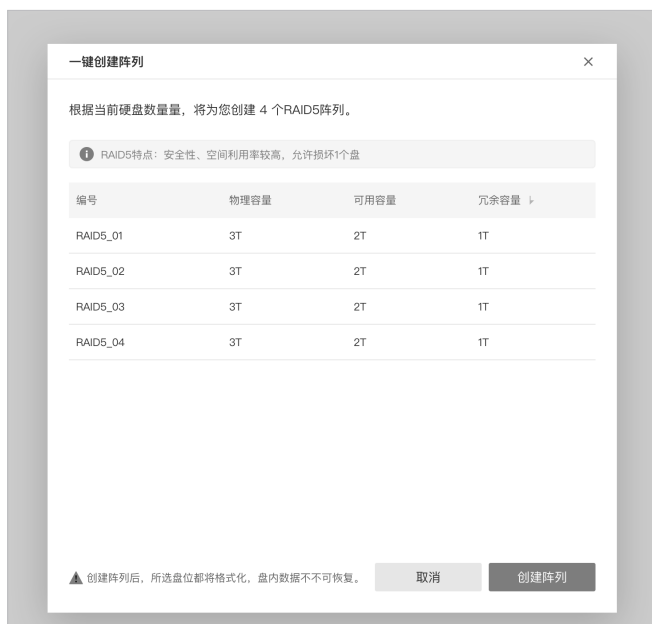 一键创建阵列
根据当前硬盘数量量，将为您创建 4 个RAID5阵列。
RAID5特点：安全性、空间利用率较高，允许损坏1个盘
编号 物理容量 可用容量 冗余容量
RAID5_01 3T 2T 1T
RAID5_02 3T 2T 1T
RAID5_03 3T 2T 1T
RAID5_04 3T 2T 1T
创建阵列后，所选盘位都将格式化，盘内数据不不可恢复。 取消 创建阵列